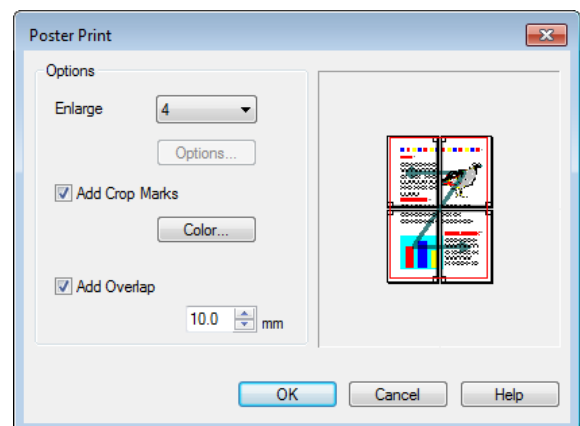 Poster Print
Options
Enlarge 4
Options...
Add Crop Marks
Color...
Add Overlap
10.0 mm
OK Cancel Help